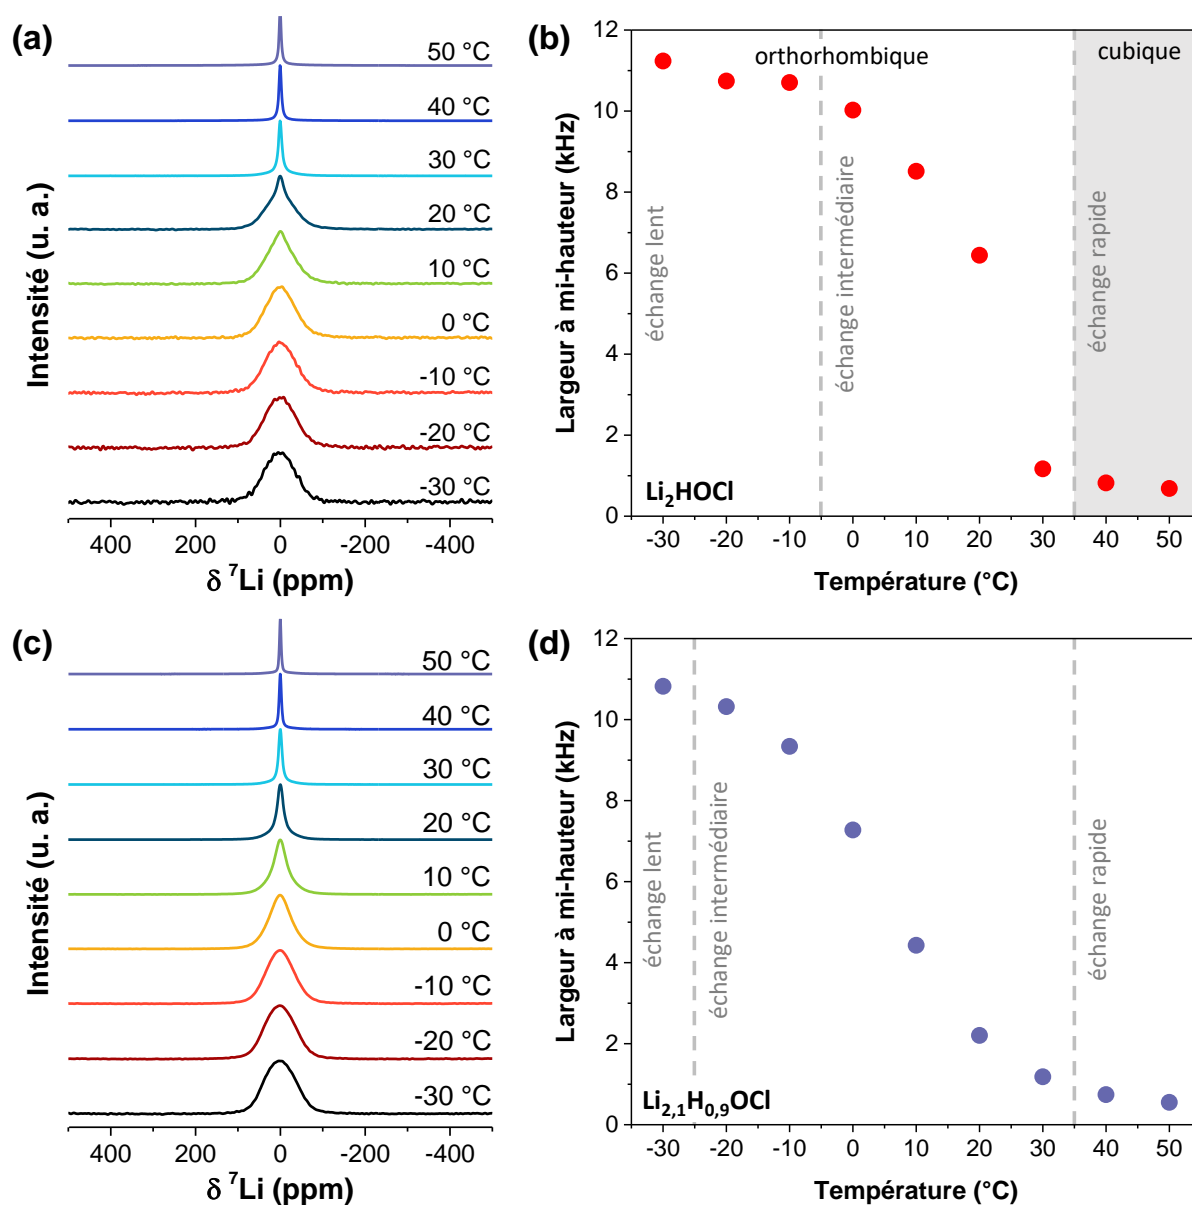 (a)
50 °C
40 °C
30 °C
20 °C
10 °C
0 °C
-10 °C
-20 °C
-30 °C
Intensité (u. a.)
400 200 0 -200 -400
δ ⁷Li (ppm)
(b)
12
10
8
6
4
2
0
Largeur à mi-hauteur (kHz)
orthorhombique
cubique
échange lent
échange intermédiaire
échange rapide
Li₂HOCl
-30 -20 -10 0 10 20 30 40 50
Température (°C)
(c)
50 °C
40 °C
30 °C
20 °C
10 °C
0 °C
-10 °C
-20 °C
-30 °C
Intensité (u. a.)
400 200 0 -200 -400
δ ⁷Li (ppm)
(d)
12
10
8
6
4
2
0
Largeur à mi-hauteur (kHz)
échange lent
échange intermédiaire
échange rapide
Li₂,₁H₀,₉OCl
-30 -20 -10 0 10 20 30 40 50
Température (°C)